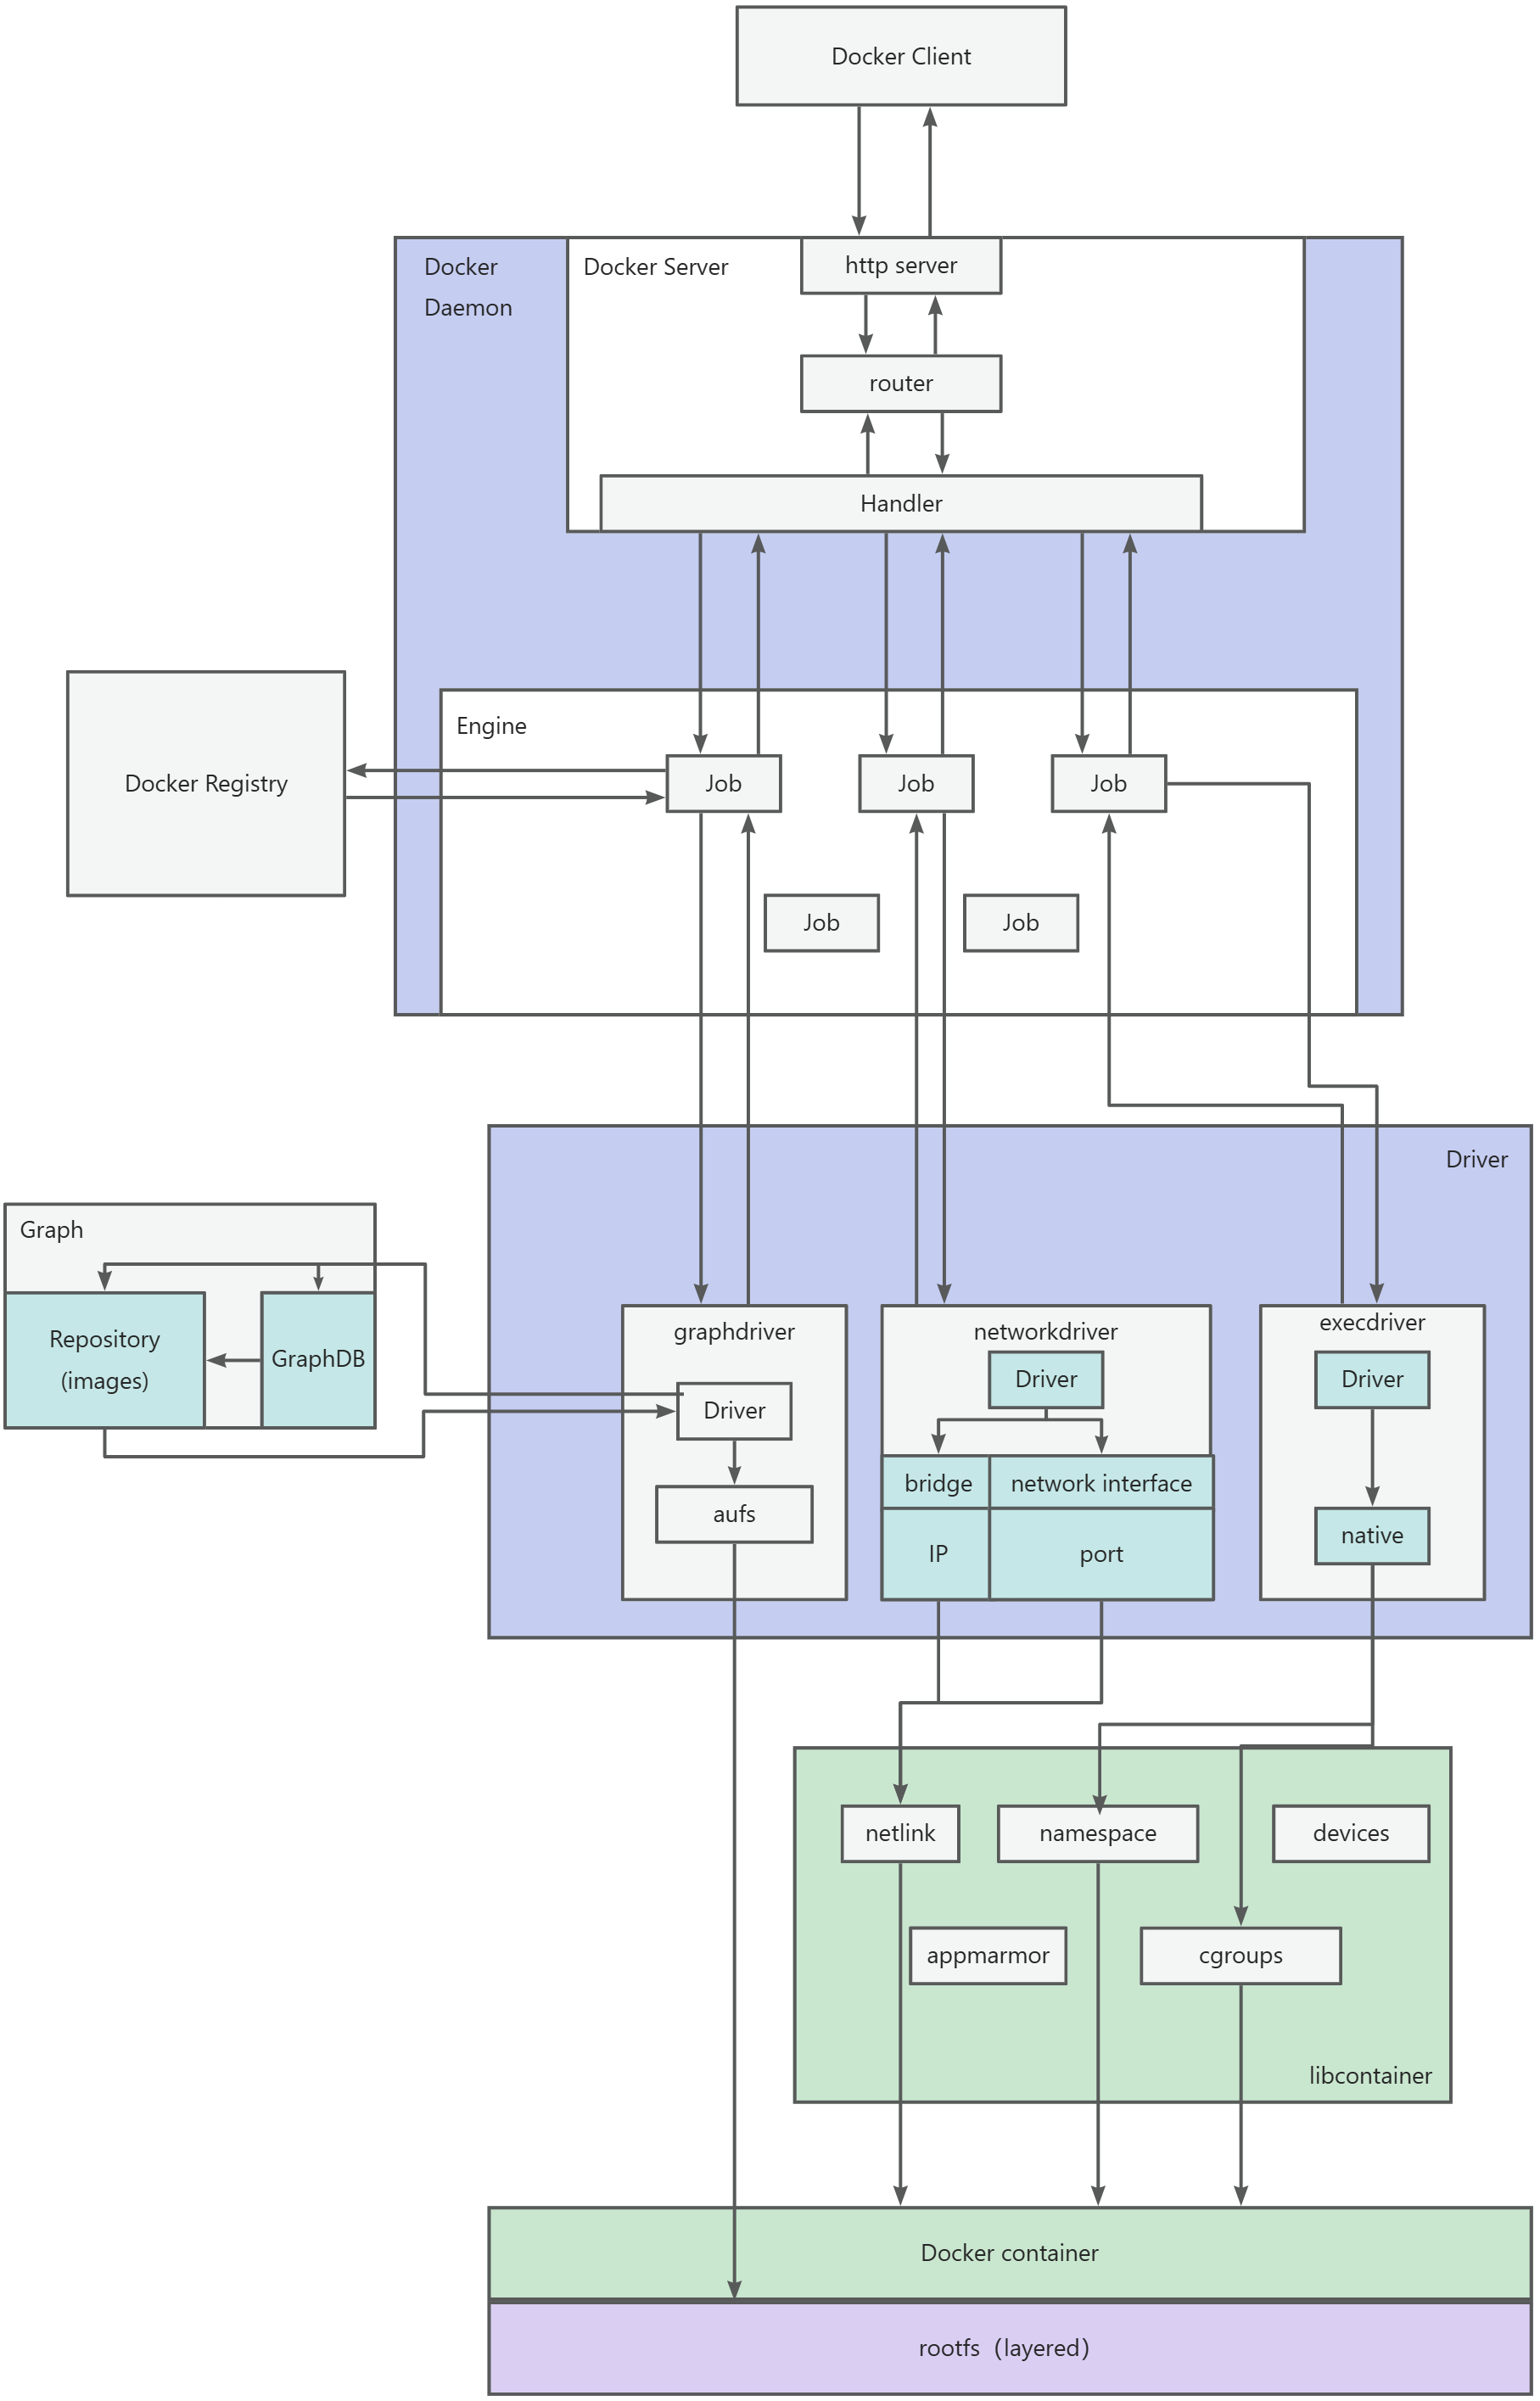 Docker Client
Docker
Daemon
Docker Server
http server
router
Handler
Engine
Docker Registry
Job
Job
Job
Job
Job
Driver
Graph
Repository
(images)
GraphDB
graphdriver
Driver
aufs
networkdriver
Driver
bridge
network interface
IP
port
execdriver
Driver
native
netlink
namespace
devices
appmarmor
cgroups
libcontainer
Docker container
rootfs（layered）